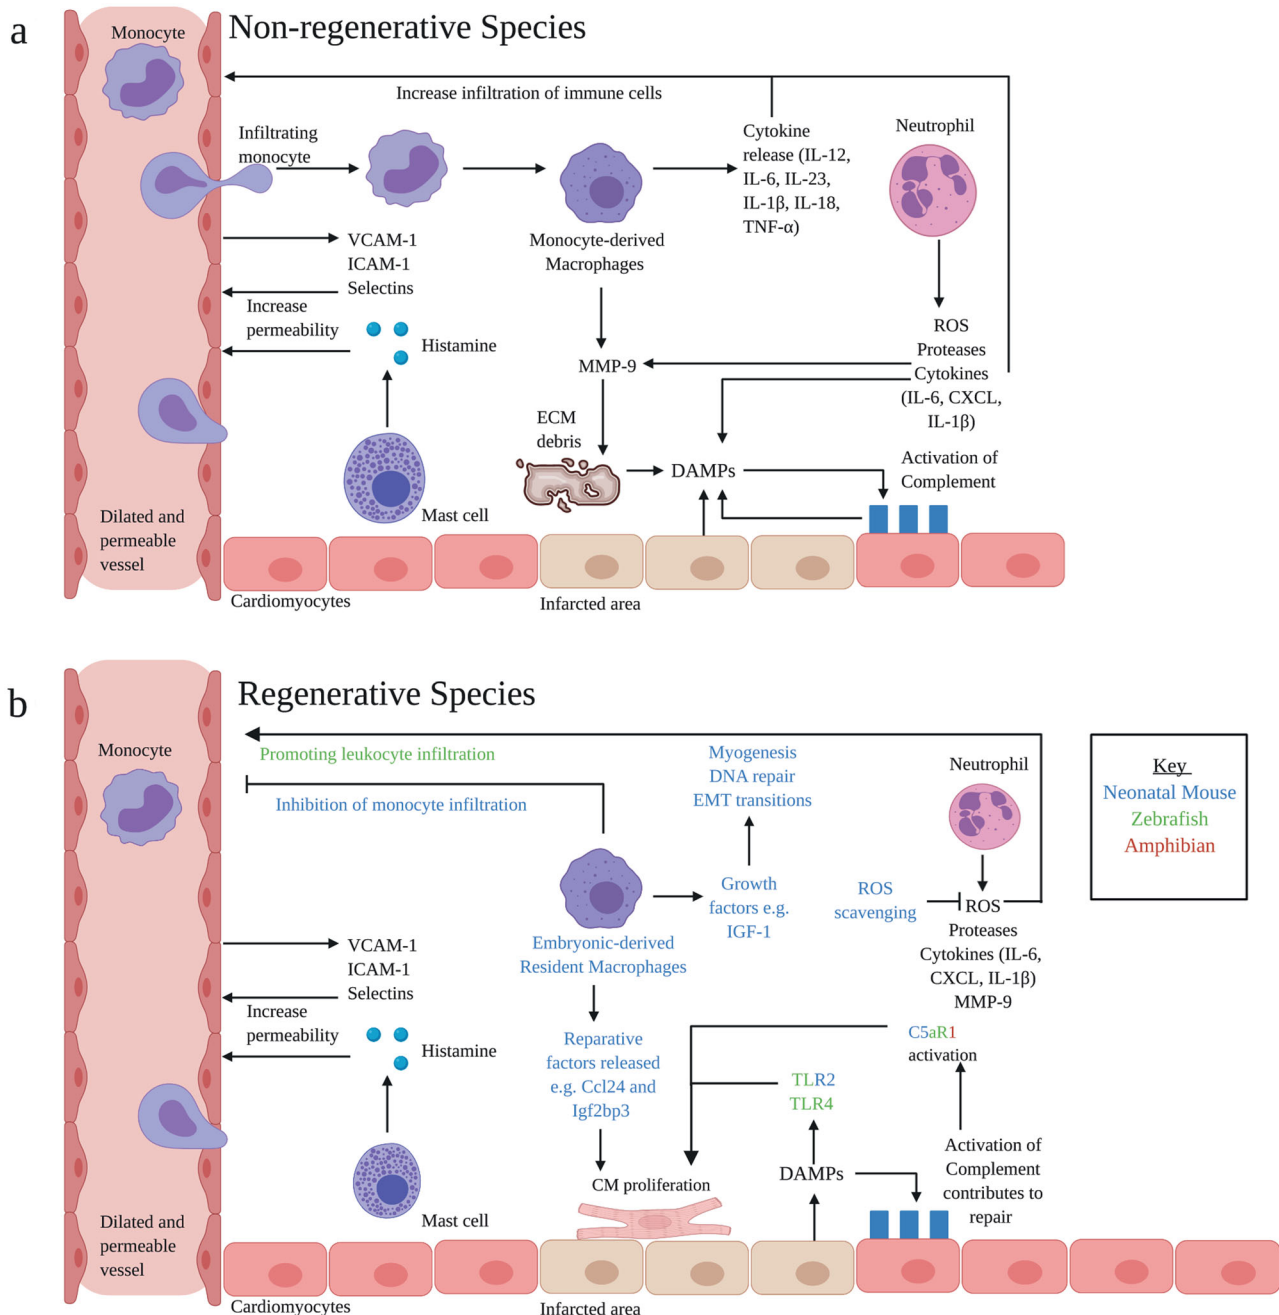 a
Non-regenerative Species
Monocyte
Increase infiltration of immune cells
Infiltrating
monocyte
Cytokine
release (IL-12,
IL-6, IL-23,
IL-1β, IL-18,
TNF-α)
Neutrophil
VCAM-1
ICAM-1
Selectins
Monocyte-derived
Macrophages
Increase
permeability
Histamine
ROS
Proteases
Cytokines
(IL-6, CXCL,
IL-1β)
MMP-9
ECM
debris
DAMPs
Activation of
Complement
Mast cell
Dilated and
permeable
vessel
Cardiomyocytes
Infarcted area
b
Regenerative Species
Monocyte
Promoting leukocyte infiltration
Inhibition of monocyte infiltration
Myogenesis
DNA repair
EMT transitions
Neutrophil
Key
Neonatal Mouse
Zebrafish
Amphibian
Growth
factors e.g.
IGF-1
ROS
scavenging
ROS
Proteases
Cytokines (IL-6,
CXCL, IL-1β)
MMP-9
Embryonic-derived
Resident Macrophages
VCAM-1
ICAM-1
Selectins
Increase
permeability
Histamine
Reparative
factors released
e.g. Ccl24 and
Igf2bp3
C5aR1
activation
TLR2
TLR4
CM proliferation
DAMPs
Activation of
Complement
contributes to
repair
Mast cell
Dilated and
permeable
vessel
Cardiomyocytes
Infarcted area